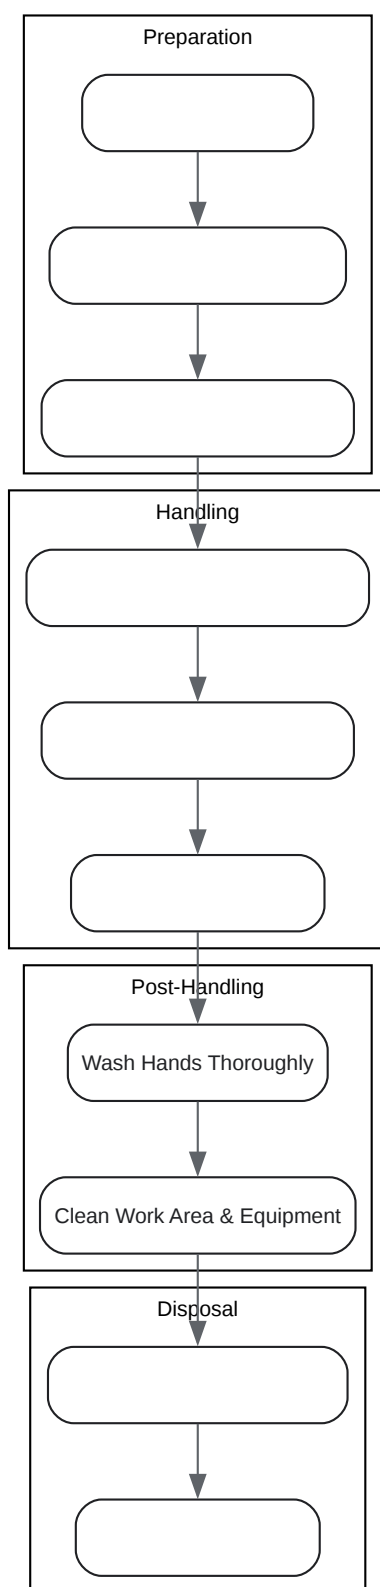 Preparation
Handling
Post-Handling
Wash Hands Thoroughly
Clean Work Area & Equipment
Disposal